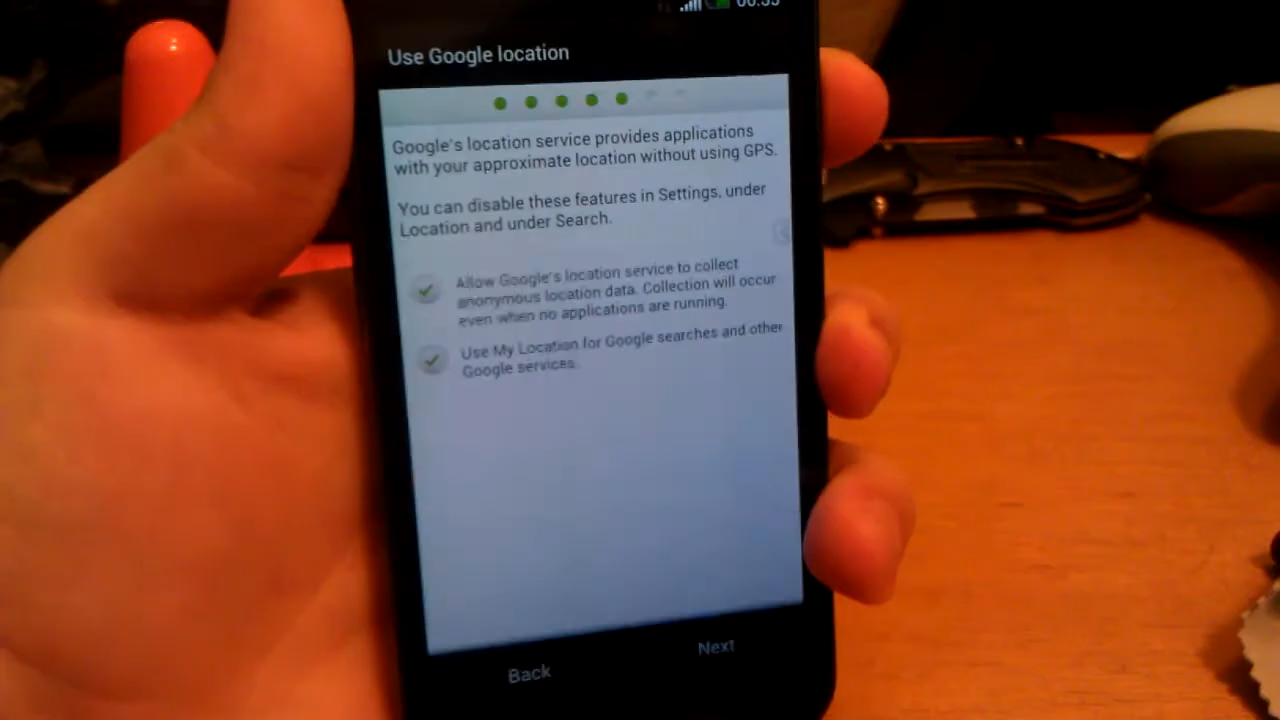 Use Google location
Google's location service provides applications
with your approximate location without using GPS.
You can disable these features in Settings, under
Location and under Search.
Allow Google's location service to collect
anonymous location data. Collection will occur
even when no applications are running.
Use My Location for Google searches and other
Google services.
Next
Back